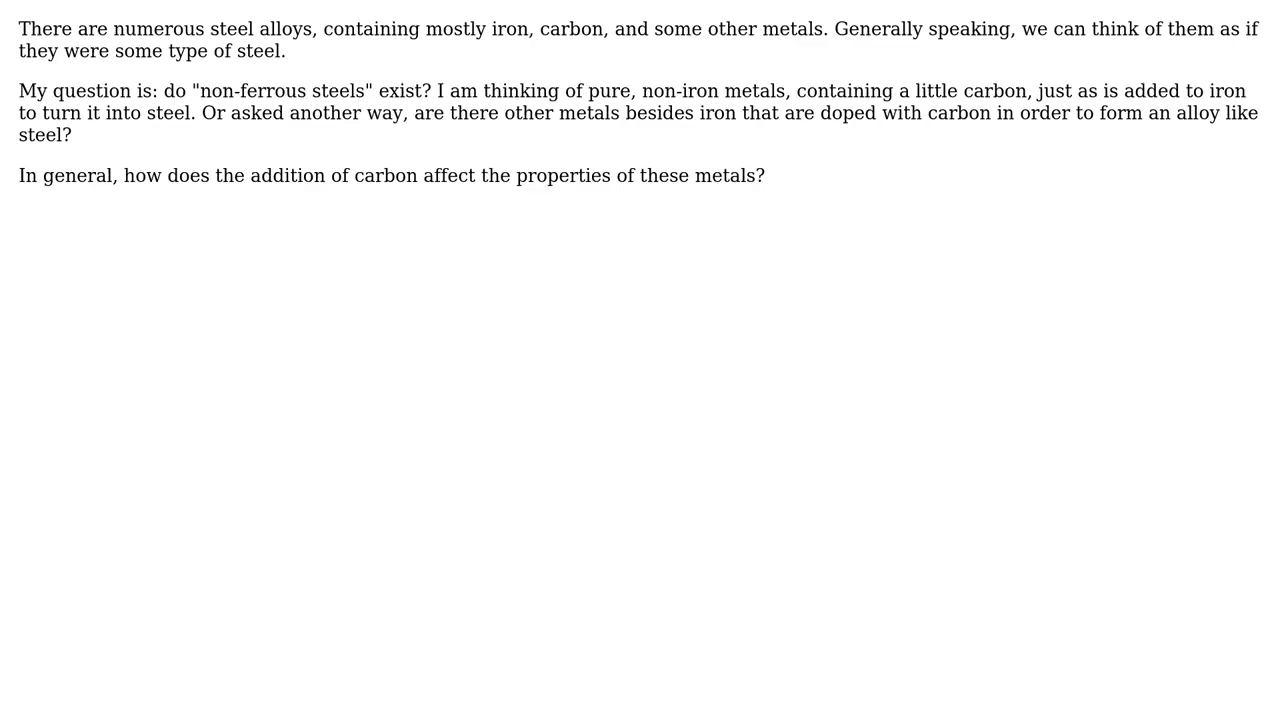 There are numerous steel alloys, containing mostly iron, carbon, and some other metals. Generally speaking, we can think of them as if
they were some type of steel.
My question is: do "non-ferrous steels" exist? I am thinking of pure, non-iron metals, containing a little carbon, just as is added to iron
to turn it into steel. Or asked another way, are there other metals besides iron that are doped with carbon in order to form an alloy like
steel?
In general, how does the addition of carbon affect the properties of these metals?